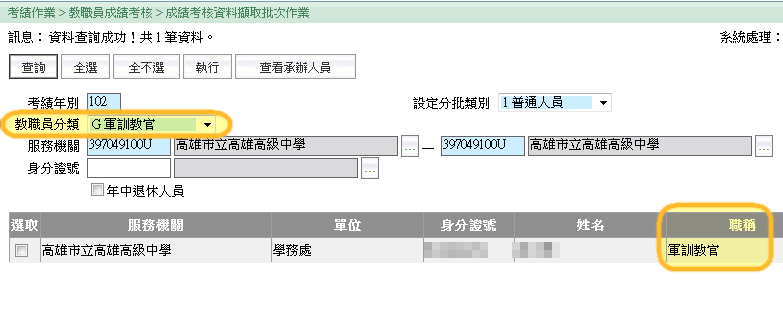 考績作業 > 教職員成績考核 > 成績考核資料擷取批次作業
訊息： 資料查詢成功！共 1 筆資料。 系統處理：
查詢 全選 全不選 執行 查看承辦人員
考績年別 102 設定分批類別 1 普通人員
教職員分類 G 軍訓教官
服務機關 397049100U 高雄市立高雄高級中學 ... — 397049100U 高雄市立高雄高級中學 ...
身分證號 ...
年中退休人員
選取 服務機關 單位 身分證號 姓名 職稱
高雄市立高雄高級中學 學務處 軍訓教官